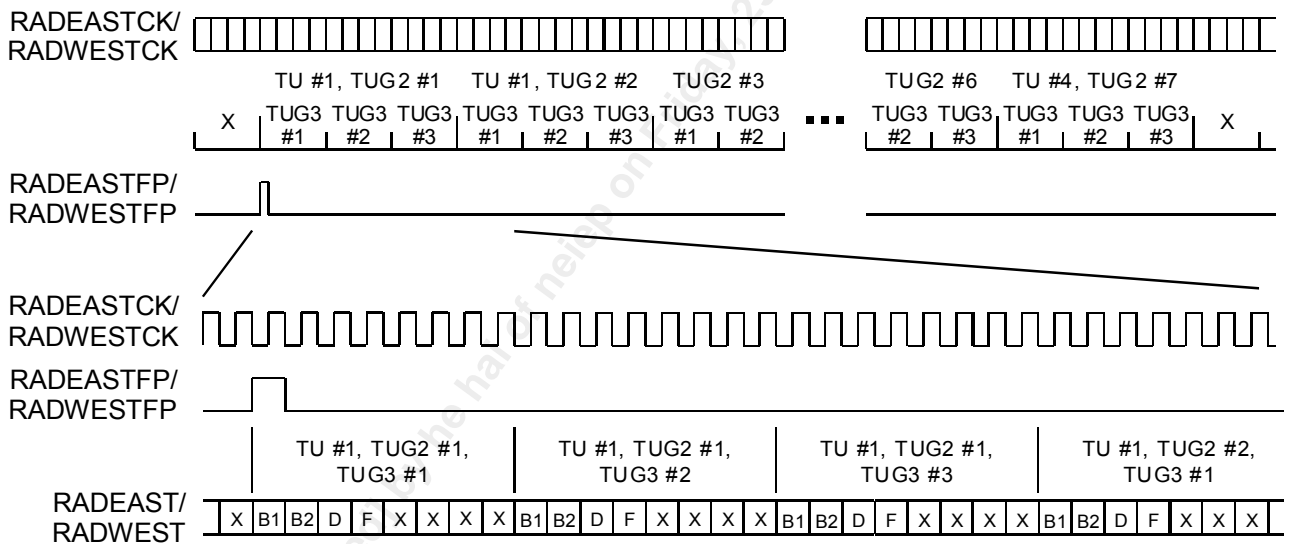 RADEASTCK/
RADWESTCK
TU #1, TUG2 #1 TU #1, TUG2 #2 TUG2 #3 TUG2 #6 TU #4, TUG2 #7
X TUG3 TUG3 TUG3 TUG3 TUG3 TUG3 TUG3 TUG3 ... TUG3 TUG3 TUG3 TUG3 TUG3 X
#1 #2 #3 #1 #2 #3 #1 #2 #2 #3 #1 #2 #3
RADEASTFP/
RADWESTFP
RADEASTCK/
RADWESTCK
RADEASTFP/
RADWESTFP
TU #1, TUG2 #1, TU #1, TUG2 #1, TU #1, TUG2 #1, TU #1, TUG2 #2,
TUG3 #1 TUG3 #2 TUG3 #3 TUG3 #1
RADEAST/
RADWEST
X B1 B2 D F X X X X B1 B2 D F X X X X B1 B2 D F X X X X B1 B2 D F X X X